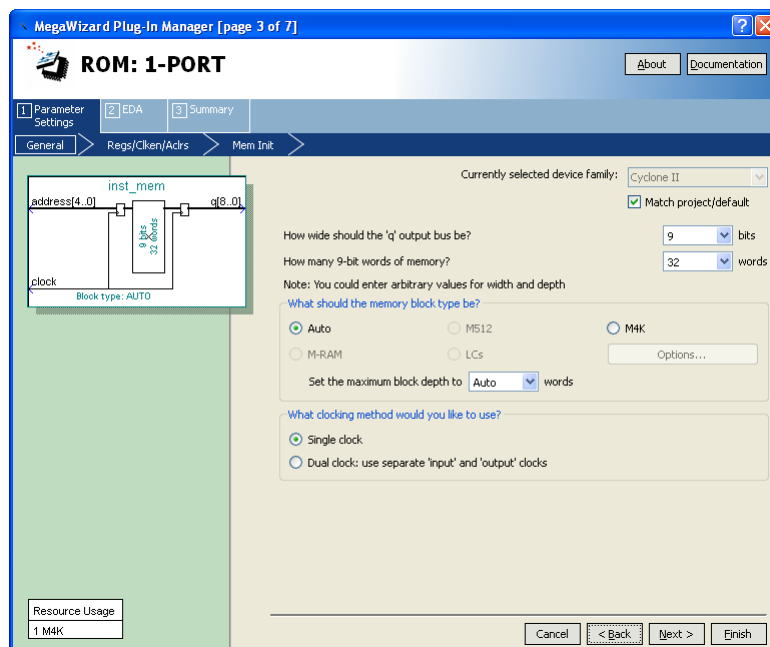 MegaWizard Plug-In Manager [page 3 of 7]
ROM: 1-PORT
About
Documentation
1 Parameter Settings
2 EDA
3 Summary
General
Regs/Clken/Aclrs
Mem Init
inst_mem
address[4..0]
q[8..0]
9 bits
32 words
clock
Block type: AUTO
Currently selected device family:
Cyclone II
Match project/default
How wide should the 'q' output bus be?
9
bits
How many 9-bit words of memory?
32
words
Note: You could enter arbitrary values for width and depth
What should the memory block type be?
Auto
M512
M4K
M-RAM
LCs
Options...
Set the maximum block depth to
Auto
words
What clocking method would you like to use?
Single clock
Dual clock: use separate 'input' and 'output' clocks
Resource Usage
1 M4K
Cancel
< Back
Next >
Finish